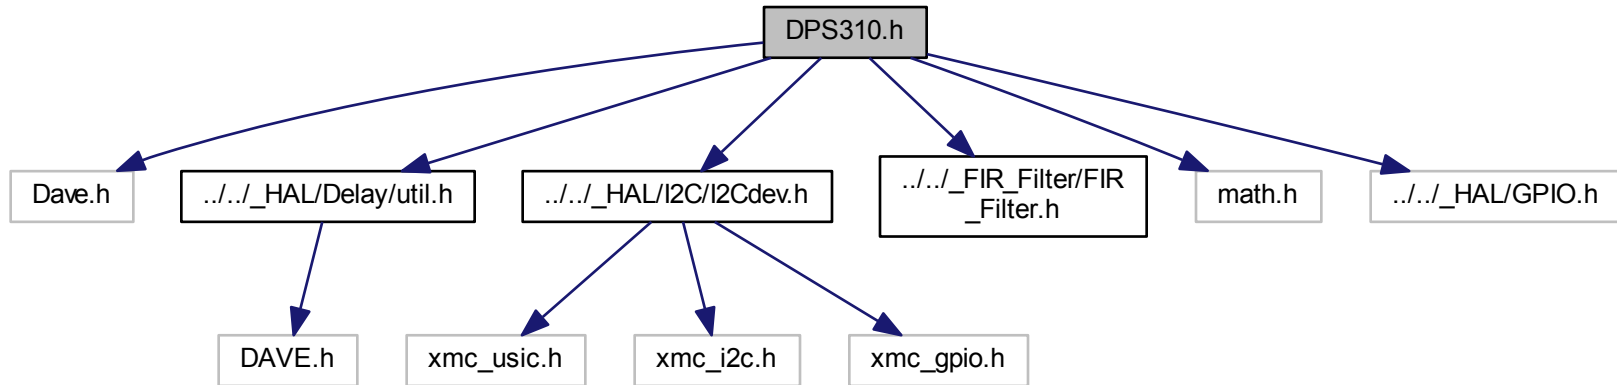 DPS310.h
Dave.h
../../_HAL/Delay/util.h
../../_HAL/I2C/I2Cdev.h
../../_FIR_Filter/FIR
_Filter.h
math.h
../../_HAL/GPIO.h
DAVE.h
xmc_usic.h
xmc_i2c.h
xmc_gpio.h